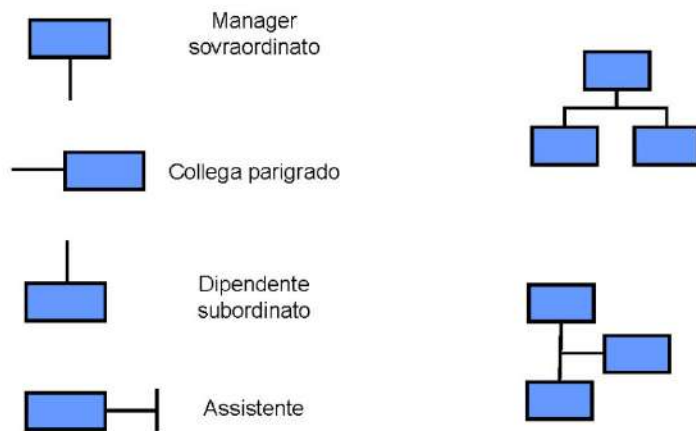 Manager
sovraordinato
Collega parigrado
Dipendente
subordinato
Assistente